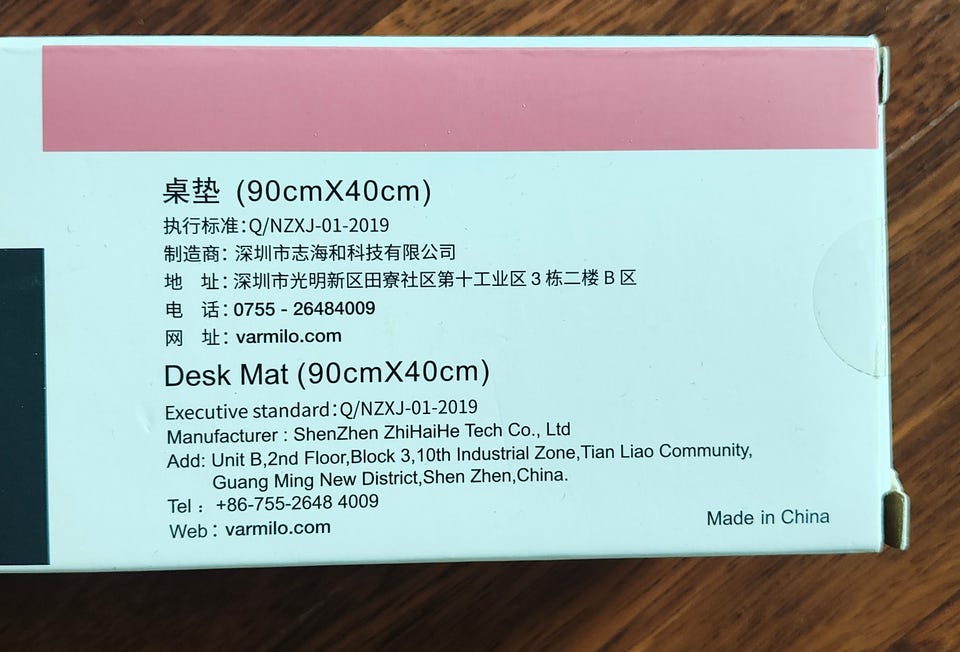 桌垫 (90cmX40cm)
执行标准：Q/NZXJ-01-2019
制造商：深圳市志海和科技有限公司
地 址：深圳市光明新区田寮社区第十工业区 3 栋二楼 B 区
电 话：0755 - 26484009
网 址：varmilo.com
Desk Mat (90cmX40cm)
Executive standard：Q/NZXJ-01-2019
Manufacturer : ShenZhen ZhiHaiHe Tech Co., Ltd
Add: Unit B,2nd Floor,Block 3,10th Industrial Zone,Tian Liao Community,
Guang Ming New District,Shen Zhen,China.
Tel： +86-755-2648 4009
Web： varmilo.com
Made in China